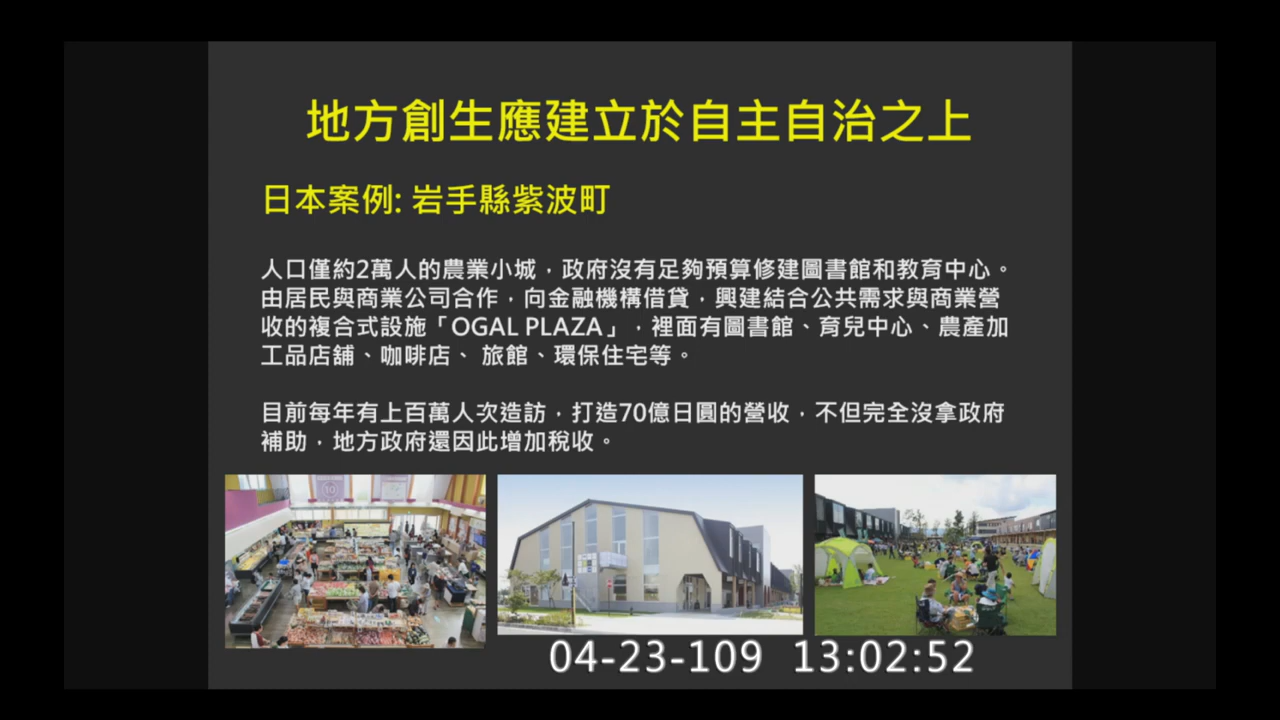 地方創生應建立於自主自治之上
日本案例: 岩手縣紫波町
人口僅約2萬人的農業小城，政府沒有足夠預算修建圖書館和教育中心。
由居民與商業公司合作，向金融機構借貸，興建結合公共需求與商業營
收的複合式設施「OGAL PLAZA」，裡面有圖書館、育兒中心、農產加
工品店舖、咖啡店、 旅館、環保住宅等。
目前每年有上百萬人次造訪，打造70億日圓的營收，不但完全沒拿政府
補助，地方政府還因此增加稅收。
04-23-109 13:02:52